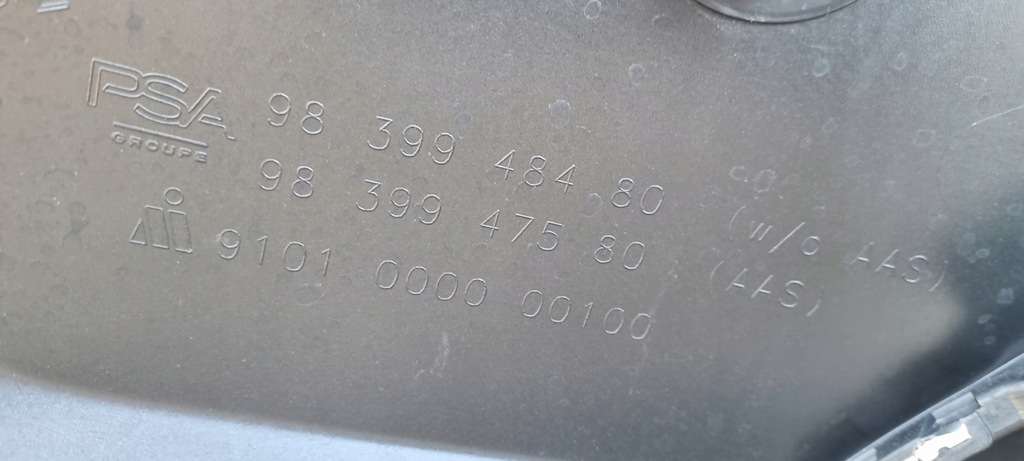 PSA 98 399 484 80 (w/o AAS)
GROUPE
98 399 475 80 (AAS)
9101 0000 00100